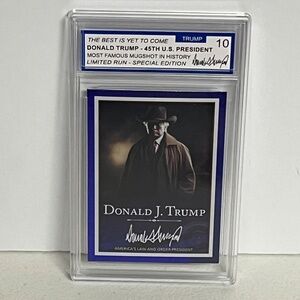 THE BEST IS YET TO COME
TRUMP
DONALD TRUMP - 45TH U.S. PRESIDENT
10
MOST FAMOUS MUGSHOT IN HISTORY
LIMITED RUN - SPECIAL EDITION
DONALD J. TRUMP
AMERICA'S LAW AND ORDER PRESIDENT